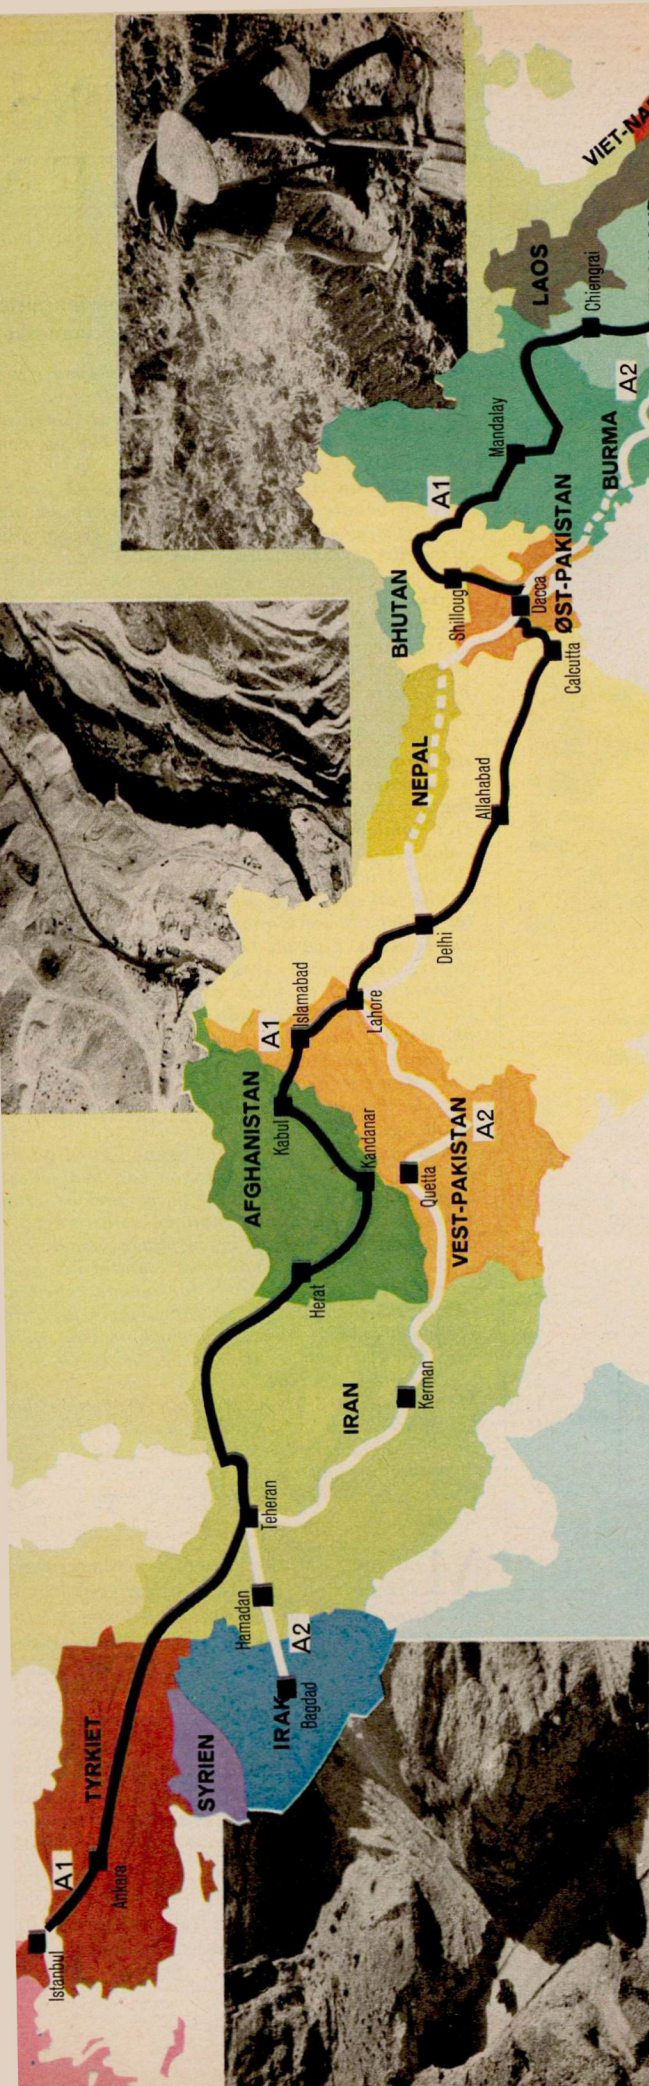 Istanbul
A1
Ankara
TYRKIET
SYRIEN
IRAK
Bagdad
A2
Hamadan
Teheran
IRAN
Kerman
Herat
AFGHANISTAN
Kandanar
Kabul
A1
Islamabad
Quetta
VEST-PAKISTAN
A2
Lahore
Delhi
NEPAL
Allahabad
BHUTAN
Calcutta
Shilloug
Dacca
ØST-PAKISTAN
A1
Mandalay
BURMA
A2
LAOS
Chiengrai
VIET-NA